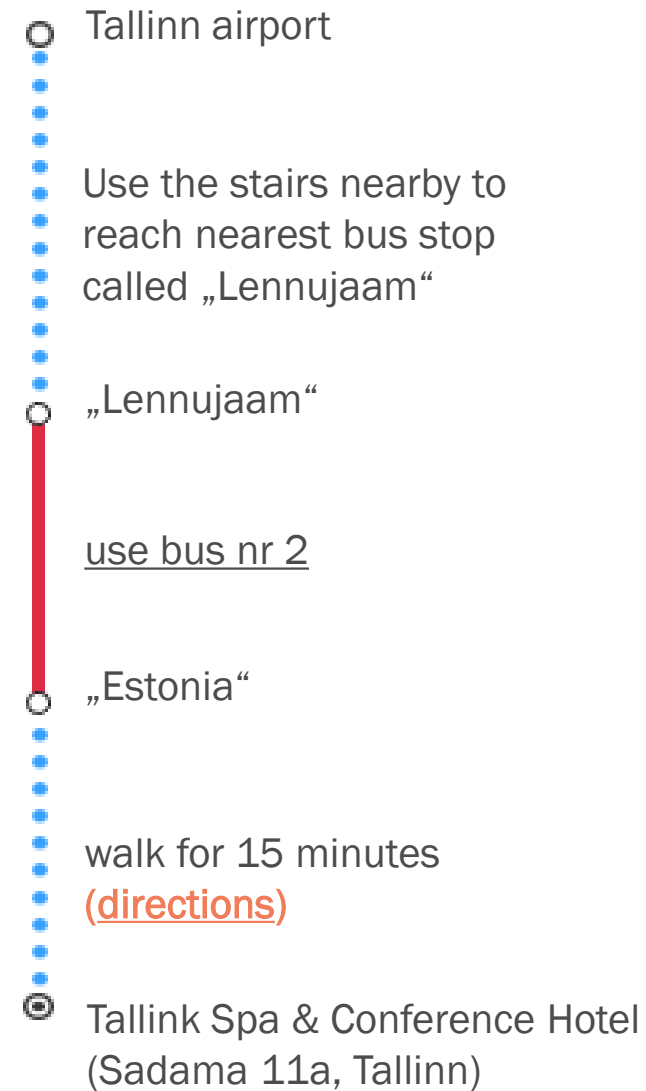 Tallinn airport
Use the stairs nearby to
reach nearest bus stop
called „Lennujaam“
„Lennujaam“
use bus nr 2
„Estonia“
walk for 15 minutes
(directions)
Tallink Spa & Conference Hotel
(Sadama 11a, Tallinn)